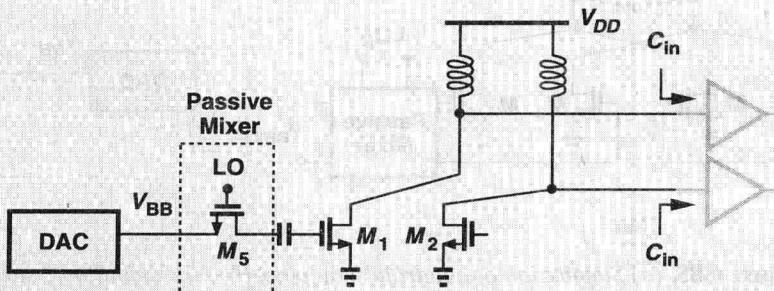 V_DD
C_in
Passive
Mixer
LO
V_BB
DAC
M_5
M_1
M_2
C_in